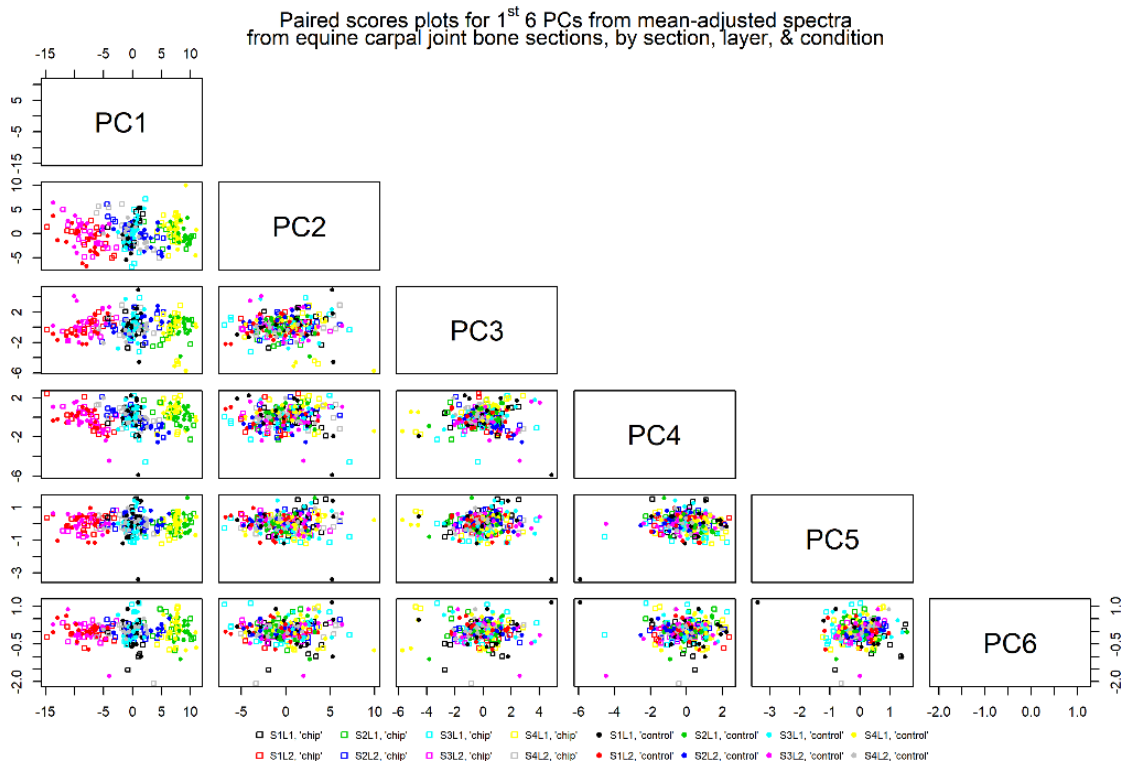 Paired scores plots for 1st 6 PCs from mean-adjusted spectra
from equine carpal joint bone sections, by section, layer, & condition
-15 -5 0 5 10
5
-5
-15
PC1
10
5
0
-5
PC2
2
-2
-6
PC3
2
0
-2
-6
PC4
1
-1
-3
PC5
1.0
-0.5
-2.0
PC6
1.0
-0.5
-2.0
-15 -5 0 5 10 -5 0 5 10 -6 -2 0 2 4 -6 -4 -2 0 2 -3 -1 0 1 -2.0 -1.0 0.0 1.0
S1L1, 'chip' S2L1, 'chip' S3L1, 'chip' S4L1, 'chip' S1L1, 'control' S2L1, 'control' S3L1, 'control' S4L1, 'control'
S1L2, 'chip' S2L2, 'chip' S3L2, 'chip' S4L2, 'chip' S1L2, 'control' S2L2, 'control' S3L2, 'control' S4L2, 'control'